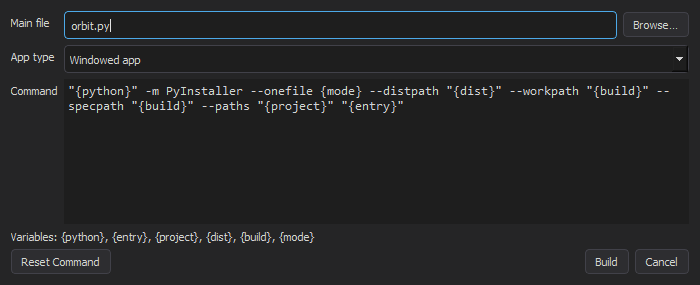 Main file
orbit.py
Browse...
App type
Windowed app
Command
"{python}" -m PyInstaller --onefile {mode} --distpath "{dist}" --workpath "{build}" --
specpath "{build}" --paths "{project}" "{entry}"
Variables: {python}, {entry}, {project}, {dist}, {build}, {mode}
Reset Command
Build
Cancel